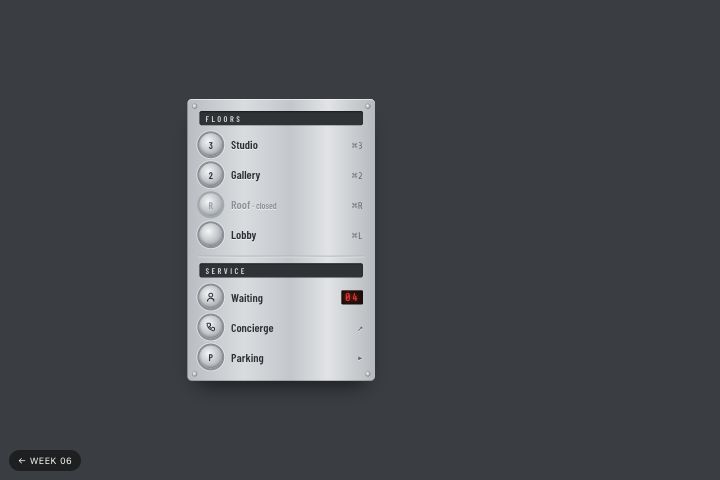 FLOORS
3 Studio ⌘3
2 Gallery ⌘2
R Roof · closed ⌘R
Lobby ⌘L
SERVICE
Waiting 04
Concierge ↗
P Parking ▸
← WEEK 06